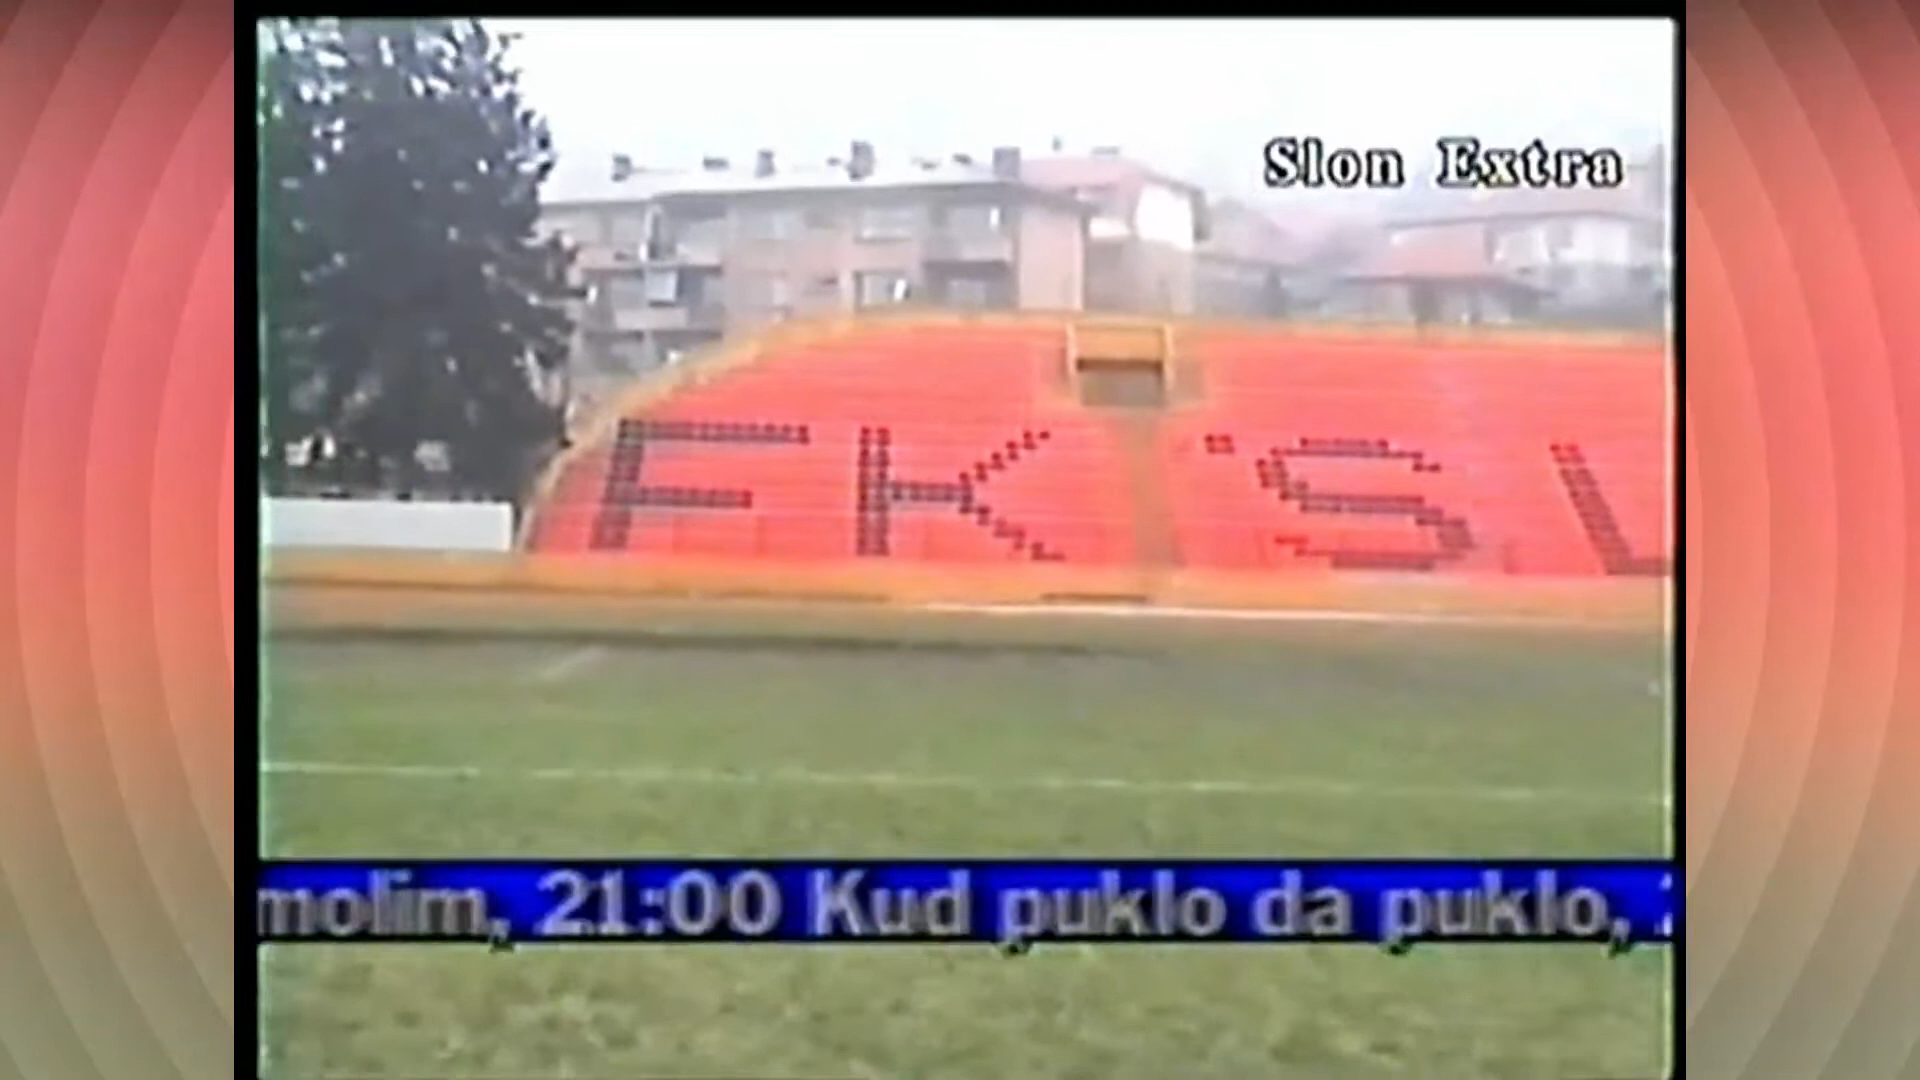 Slon Extra
FK 'SL
molim, 21:00 Kud puklo da puklo,